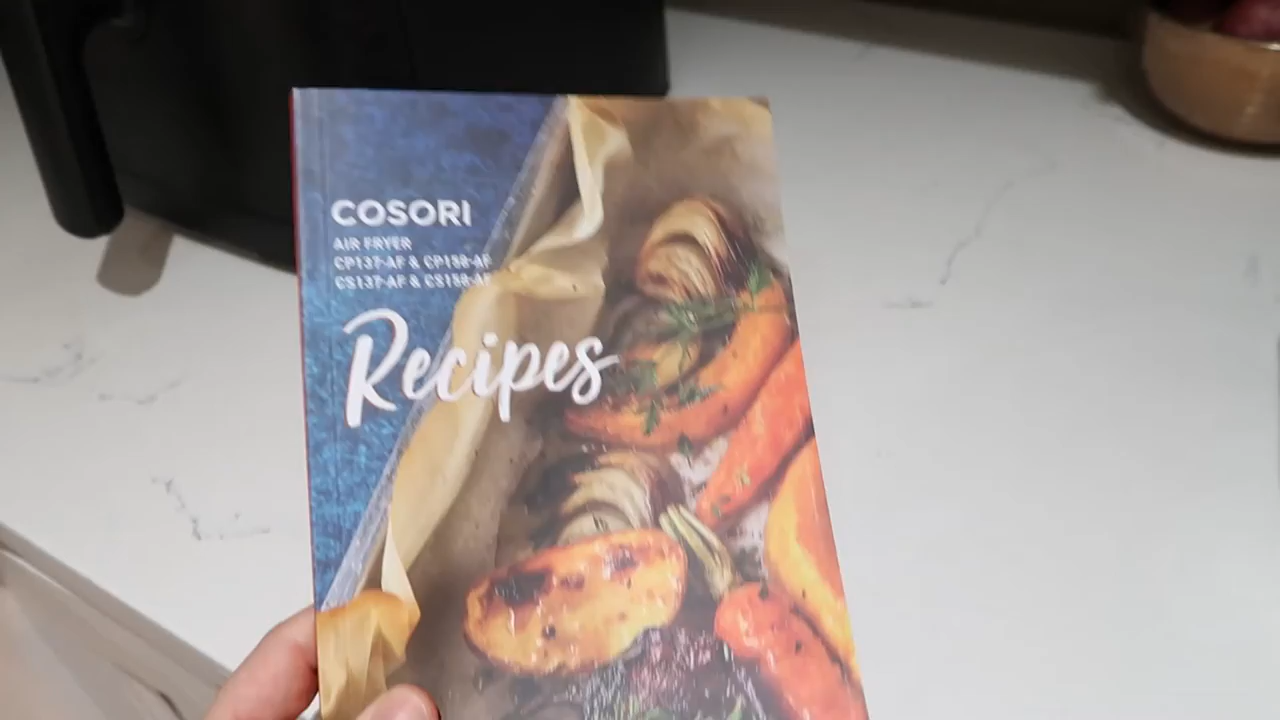 COSORI
AIR FRYER
CP137-AF & CP158-AF
CS137-AF & CS158-AF
Recipes